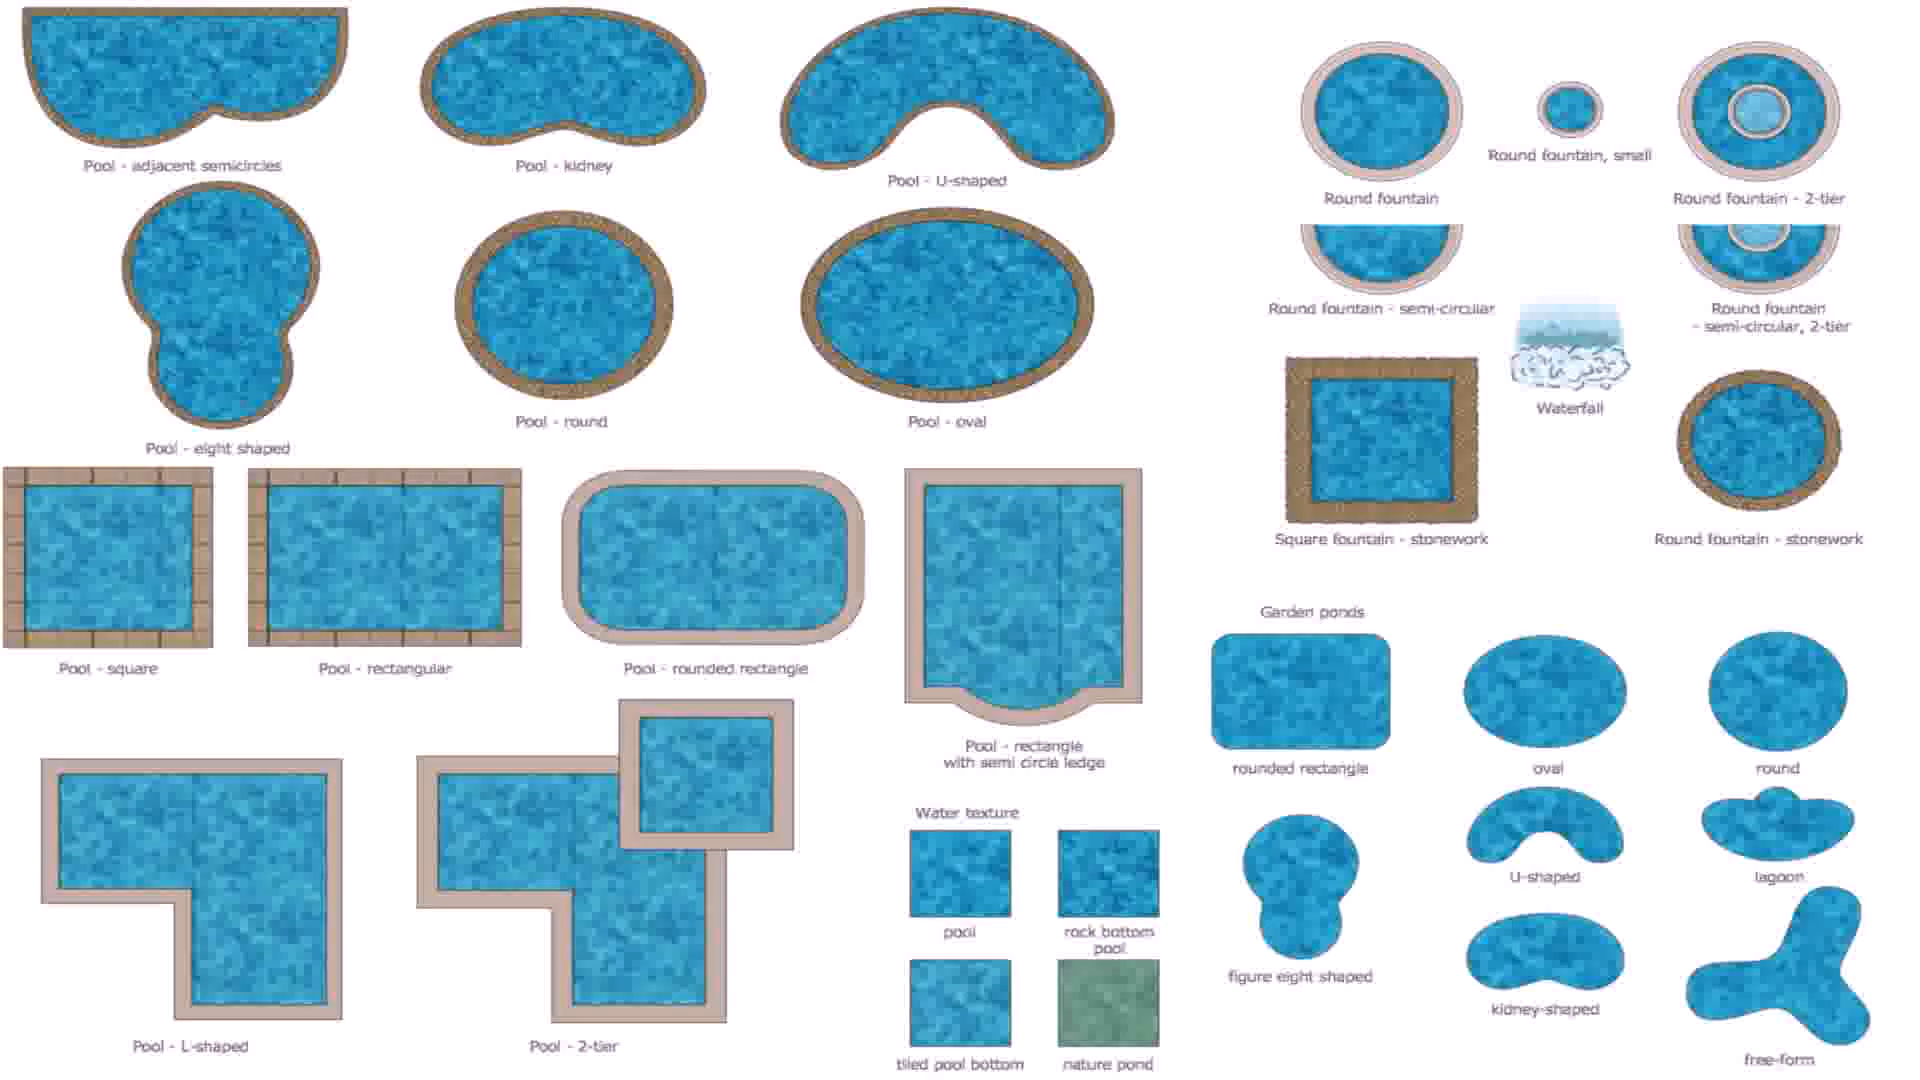 Pool - adjacent semicircles
Pool - kidney
Pool - U-shaped
Round fountain
Round fountain, small
Round fountain - 2-tier
Pool - eight shaped
Pool - round
Pool - oval
Round fountain - semi-circular
Waterfall
Round fountain
- semi-circular, 2-tier
Square fountain - stonework
Round fountain - stonework
Pool - square
Pool - rectangular
Pool - rounded rectangle
Pool - rectangle
with semi circle ledge
Pool - L-shaped
Pool - 2-tier
Water texture
pool
rock bottom
pool
tiled pool bottom
nature pond
Garden ponds
rounded rectangle
oval
round
figure eight shaped
U-shaped
lagoon
kidney-shaped
free-form